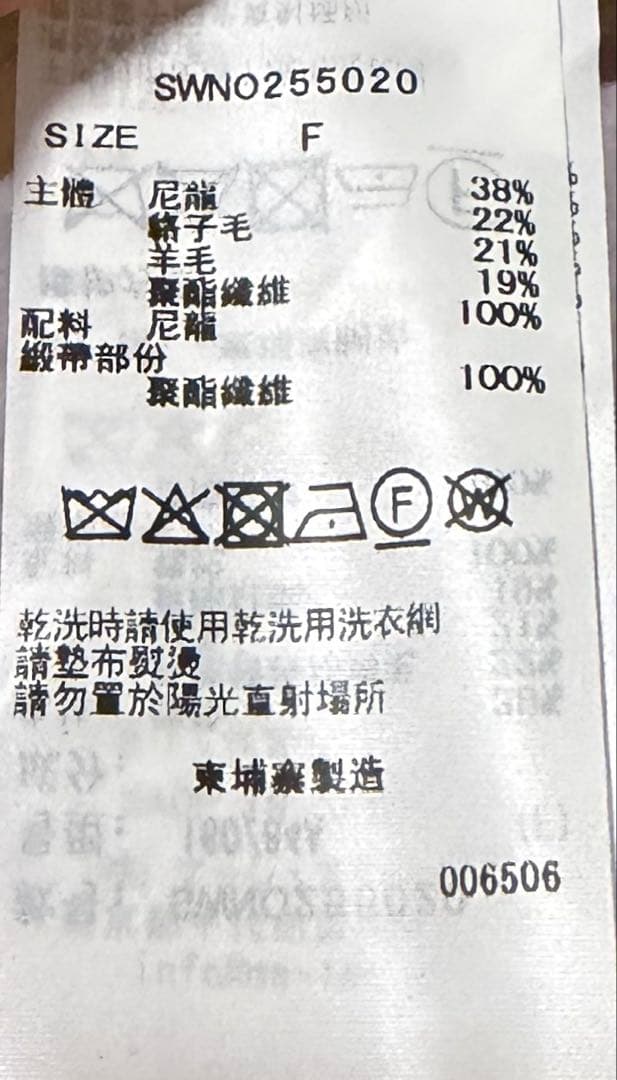 SWNO255020
SIZE F
主體 尼龍 38%
貉子毛 22%
羊毛 21%
聚酯纖維 19%
配料 尼龍 100%
緞帶部份
聚酯纖維 100%
F W
乾洗時請使用乾洗用洗衣網
請墊布熨燙
請勿置於陽光直射場所
柬埔寨製造
006506